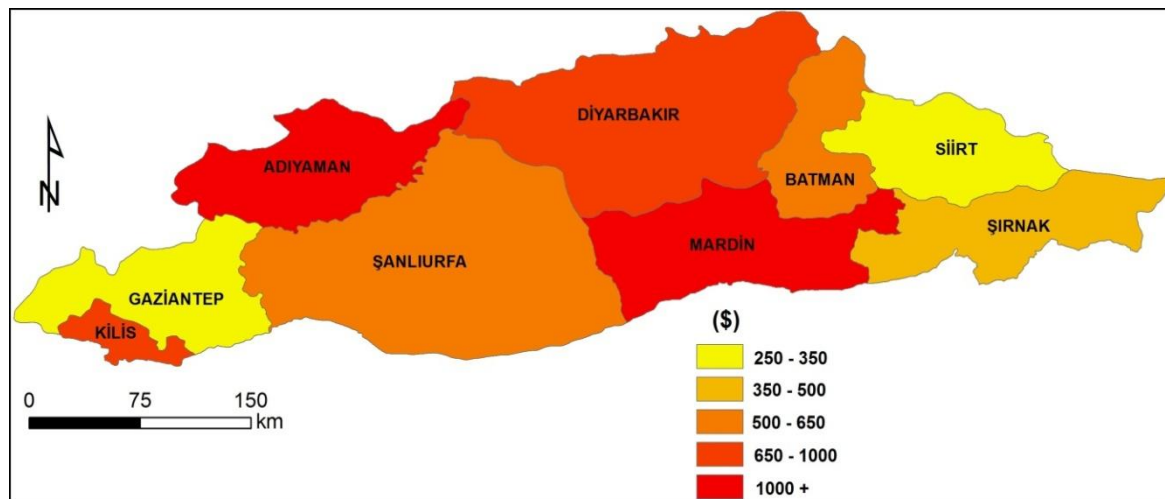 DİYARBAKIR
ADIYAMAN
SİİRT
BATMAN
N
ŞIRNAK
MARDİN
ŞANLIURFA
GAZİANTEP
KİLİS
($)
250 - 350
350 - 500
500 - 650
650 - 1000
1000 +
0 75 150
km